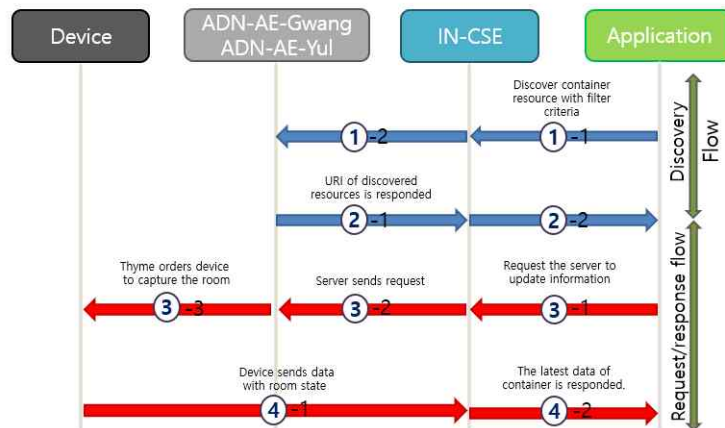 Device
ADN-AE-Gwang
ADN-AE-Yul
IN-CSE
Application
Discover container
resource with filter
criteria
1-2
1-1
Discovery
Flow
URI of discovered
resources is responded
2-1
2-2
Thyme orders device
to capture the room
Server sends request
Request the server to
update information
3-3
3-2
3-1
Request/response flow
Device sends data
with room state
The latest data of
container is responded.
4-1
4-2